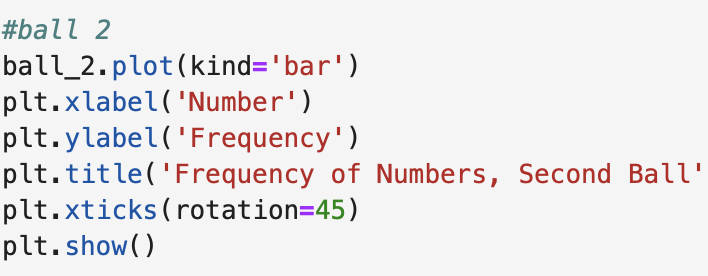 #ball 2
ball_2.plot(kind='bar')
plt.xlabel('Number')
plt.ylabel('Frequency')
plt.title('Frequency of Numbers, Second Ball'
plt.xticks(rotation=45)
plt.show()